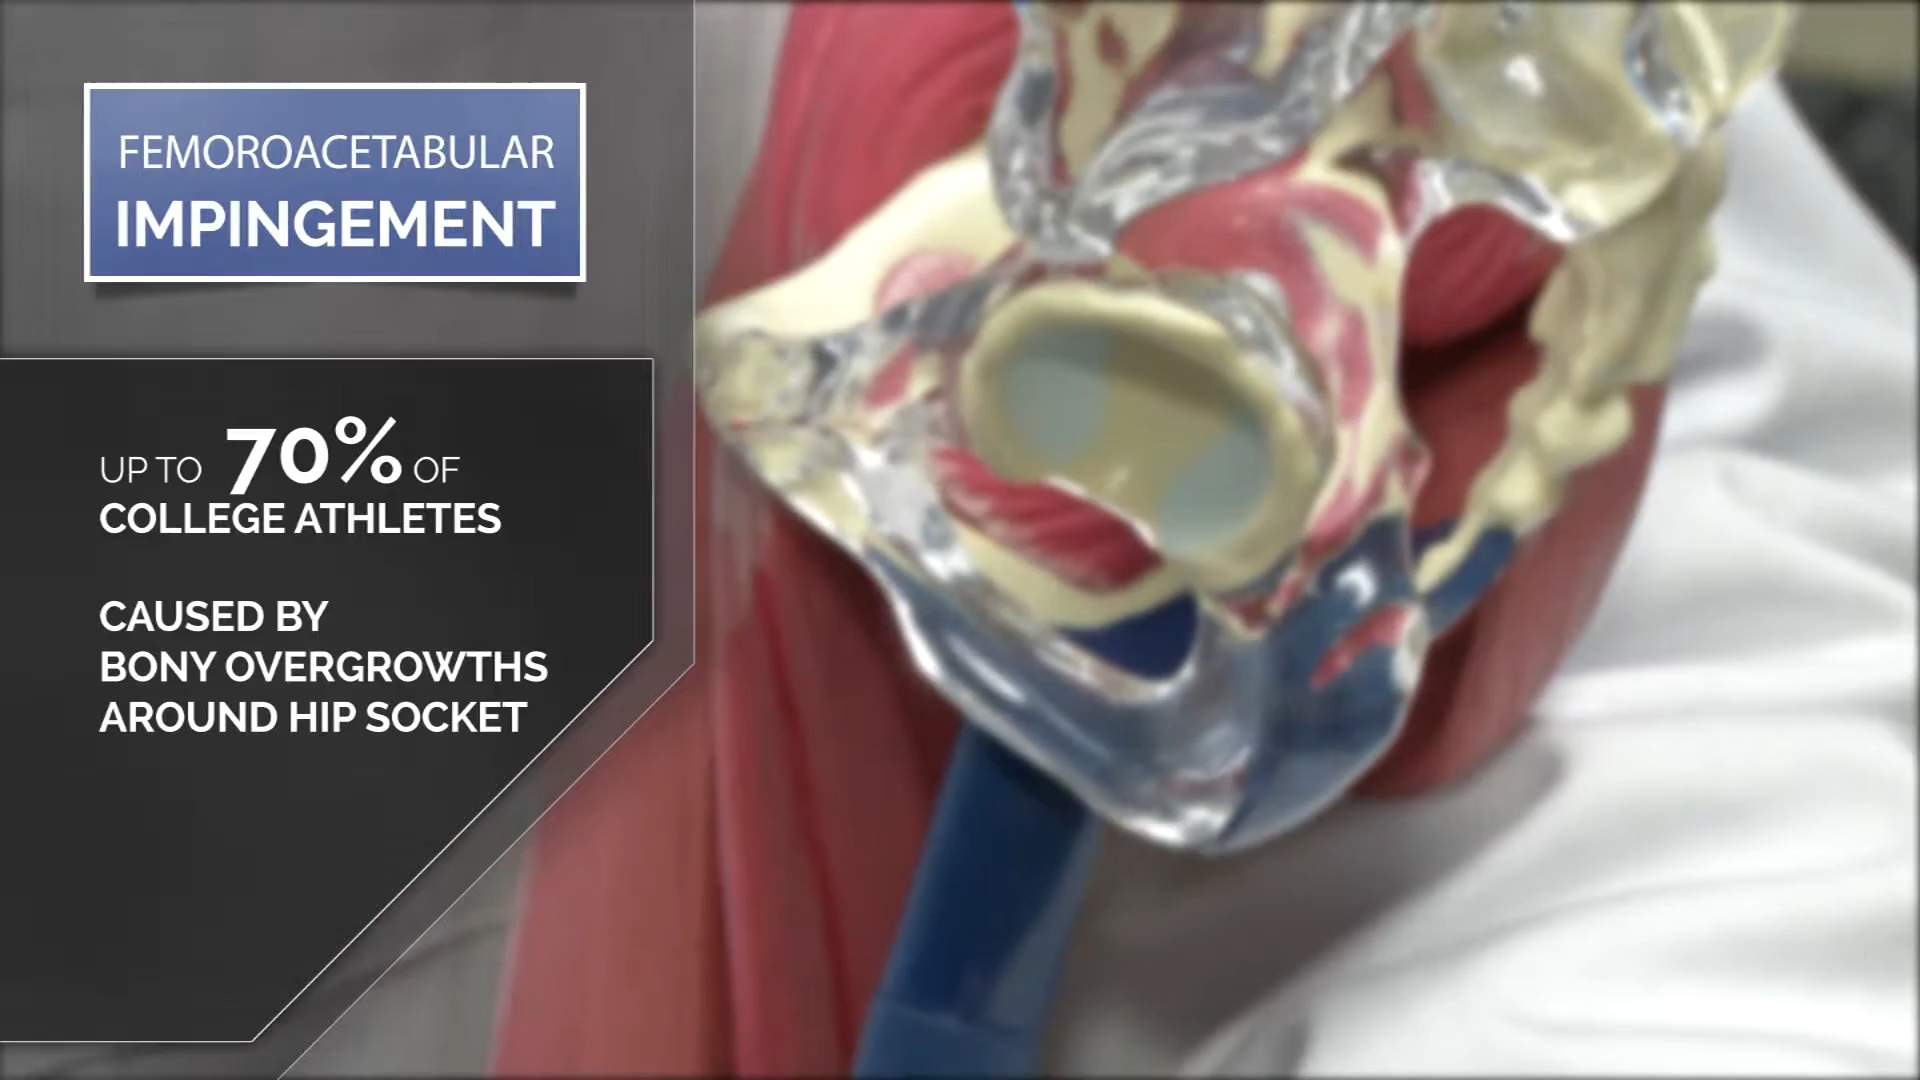 FEMOROACETABULAR
IMPINGEMENT
UP TO 70% OF
COLLEGE ATHLETES
CAUSED BY
BONY OVERGROWTHS
AROUND HIP SOCKET